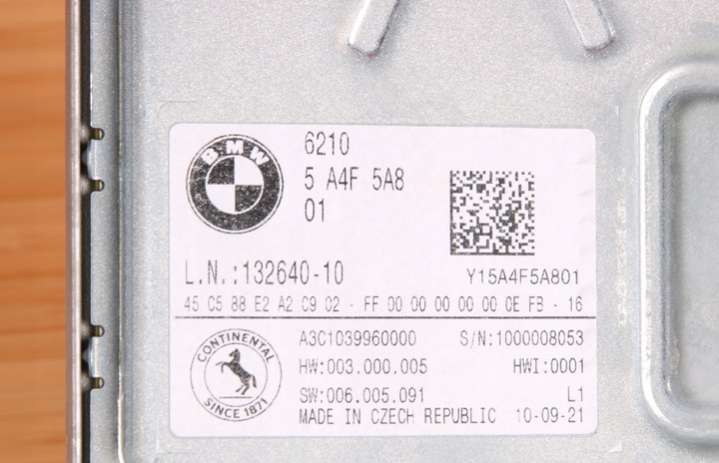 BMW
6210
5 A4F 5A8
01
L.N.:132640-10
Y15A4F5A801
45 C5 88 E2 A2 C9 02 - FF 00 00 00 00 00 0E FB - 16
CONTINENTAL
SINCE 1871
A3C1039960000 S/N:1000008053
HW:003.000.005 HWI:0001
SW:006.005.091 L1
MADE IN CZECH REPUBLIC 10-09-21